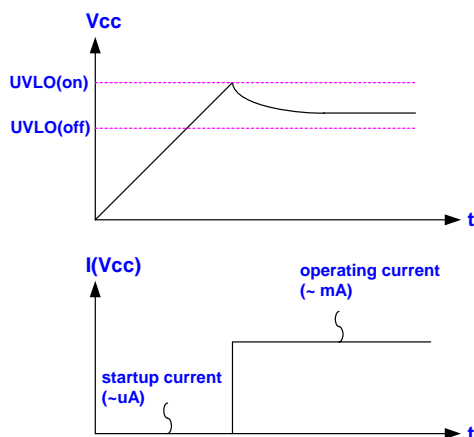 Vcc
UVLO(on)
UVLO(off)
t
I(Vcc)
operating current
(~ mA)
startup current
(~uA)
t